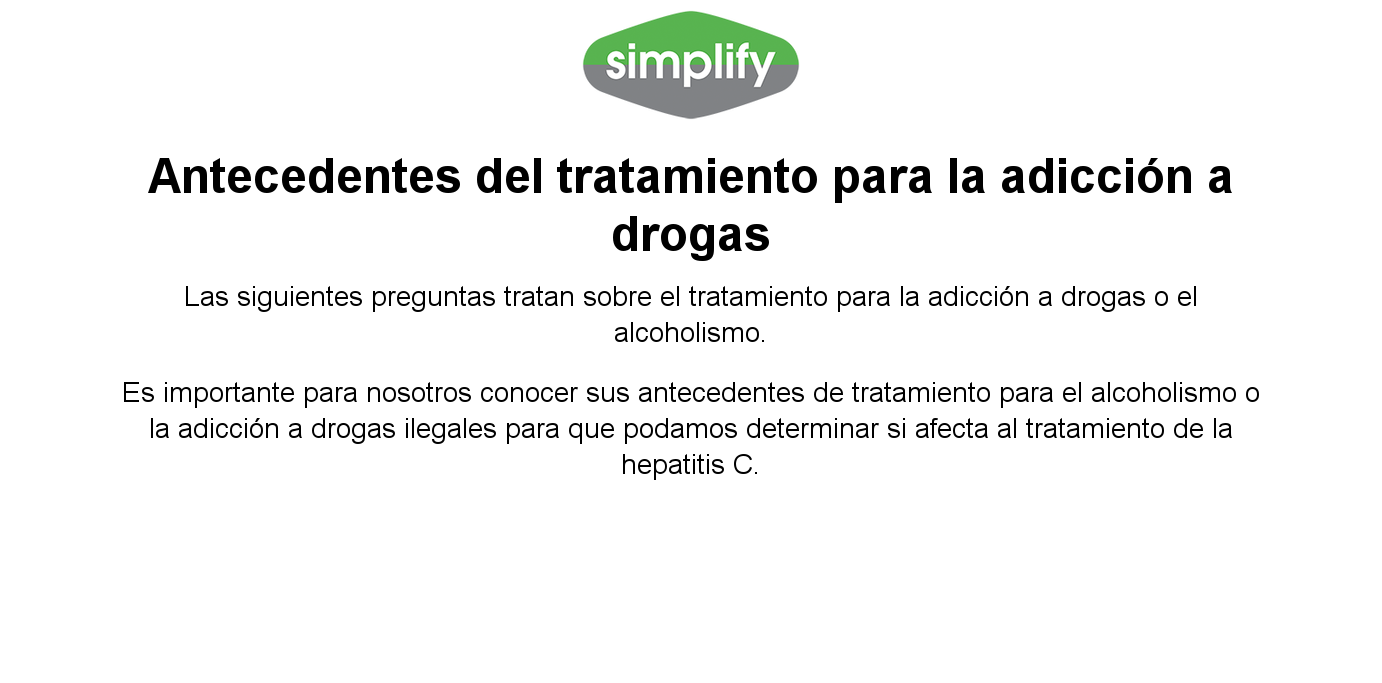 simplify
Antecedentes del tratamiento para la adicción a
drogas
Las siguientes preguntas tratan sobre el tratamiento para la adicción a drogas o el
alcoholismo.
Es importante para nosotros conocer sus antecedentes de tratamiento para el alcoholismo o
la adicción a drogas ilegales para que podamos determinar si afecta al tratamiento de la
hepatitis C.